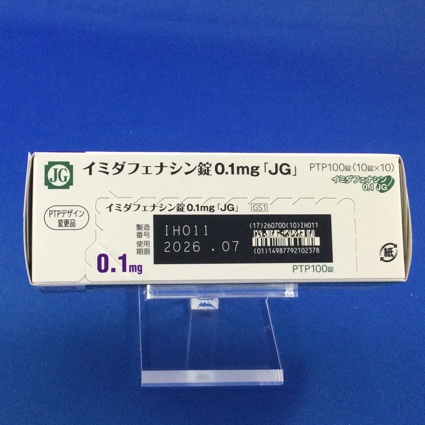 JG
イミダフェナシン錠0.1mg「JG」
PTP100錠(10錠×10)
イミダフェナシン
0.1 JG
PTPデザイン
変更品
イミダフェナシン錠0.1mg「JG」 GS1
製造
番号
IH011
使用
期限
2026 .07
(17)260700(10)IH011
(01)14987792102378
0.1mg
PTP100錠
紙